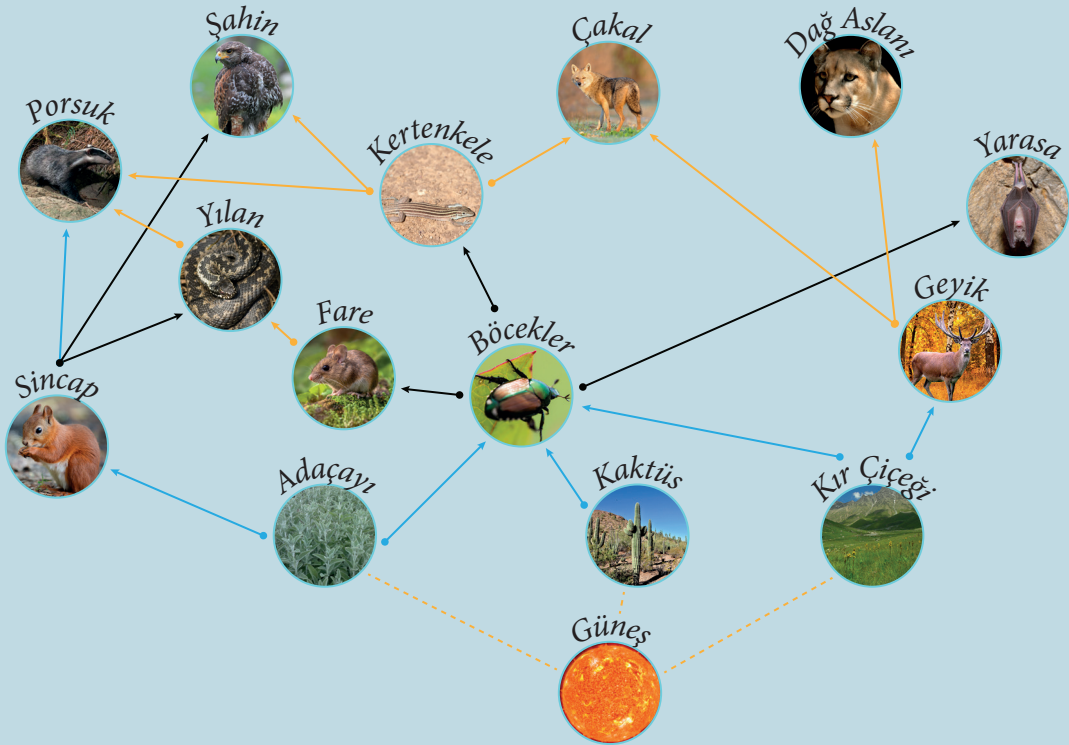 Şahin
Çakal
Dağ Aslanı
Porsuk
Kertenkele
Yarasa
Yılan
Geyik
Fare
Böcekler
Sincap
Adaçayı
Kaktüs
Kır Çiçeği
Güneş